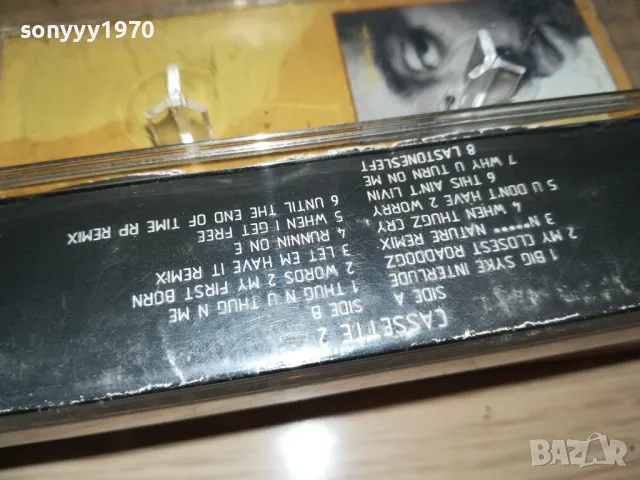 sonyyy1970
CASSETTE 2
SIDE A
1 BIG SYKE INTERLUDE
2 MY CLOSEST ROADDOGZ
3 N***** NATURE REMIX
4 WHEN THUGZ CRY
5 U DON'T HAVE 2 WORRY
6 THIS AIN'T LIVIN
7 WHY U TURN ON ME
8 LASTONESLEFT
SIDE B
1 THUG N U THUG N ME
2 WORDS 2 MY FIRST BORN
3 LET EM HAVE IT REMIX
4 RUNNIN ON E
5 WHEN I GET FREE
6 UNTIL THE END OF TIME RP REMIX
BAZAR